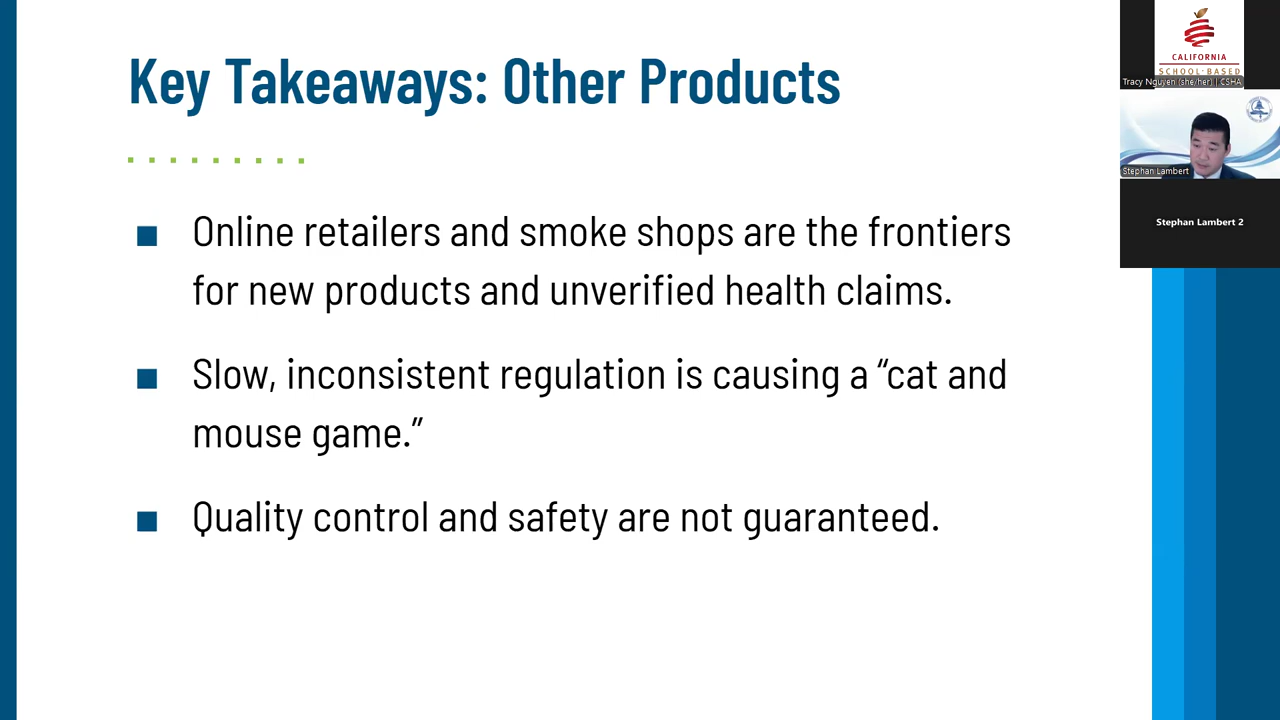 Key Takeaways: Other Products
Online retailers and smoke shops are the frontiers
for new products and unverified health claims.
Slow, inconsistent regulation is causing a “cat and
mouse game.”
Quality control and safety are not guaranteed.
CALIFORNIA
SCHOOL-BASED
Tracy Nguyen (she/her) | CSHA
Stephan Lambert
Stephan Lambert 2